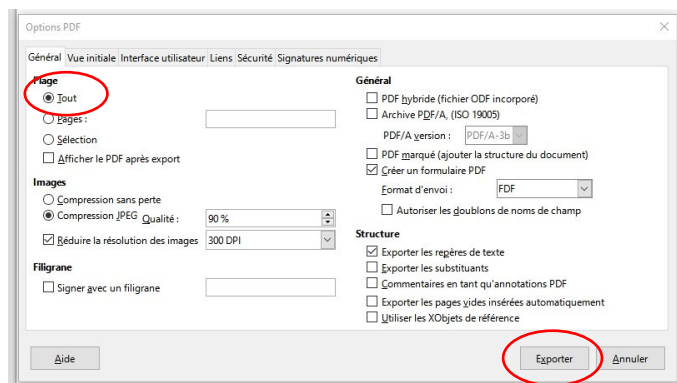 Options PDF
Général Vue initiale Interface utilisateur Liens Sécurité Signatures numériques
Plage
Tout
Pages :
Sélection
Afficher le PDF après export
Images
Compression sans perte
Compression JPEG Qualité : 90 %
Réduire la résolution des images 300 DPI
Filigrane
Signer avec un filigrane
Général
PDF hybride (fichier ODF incorporé)
Archive PDF/A, (ISO 19005)
PDF/A version : PDF/A-3b
PDF marqué (ajouter la structure du document)
Créer un formulaire PDF
Format d'envoi : FDF
Autoriser les doublons de noms de champ
Structure
Exporter les repères de texte
Exporter les substituants
Commentaires en tant qu'annotations PDF
Exporter les pages vides insérées automatiquement
Utiliser les XObjets de référence
Aide Exporter Annuler